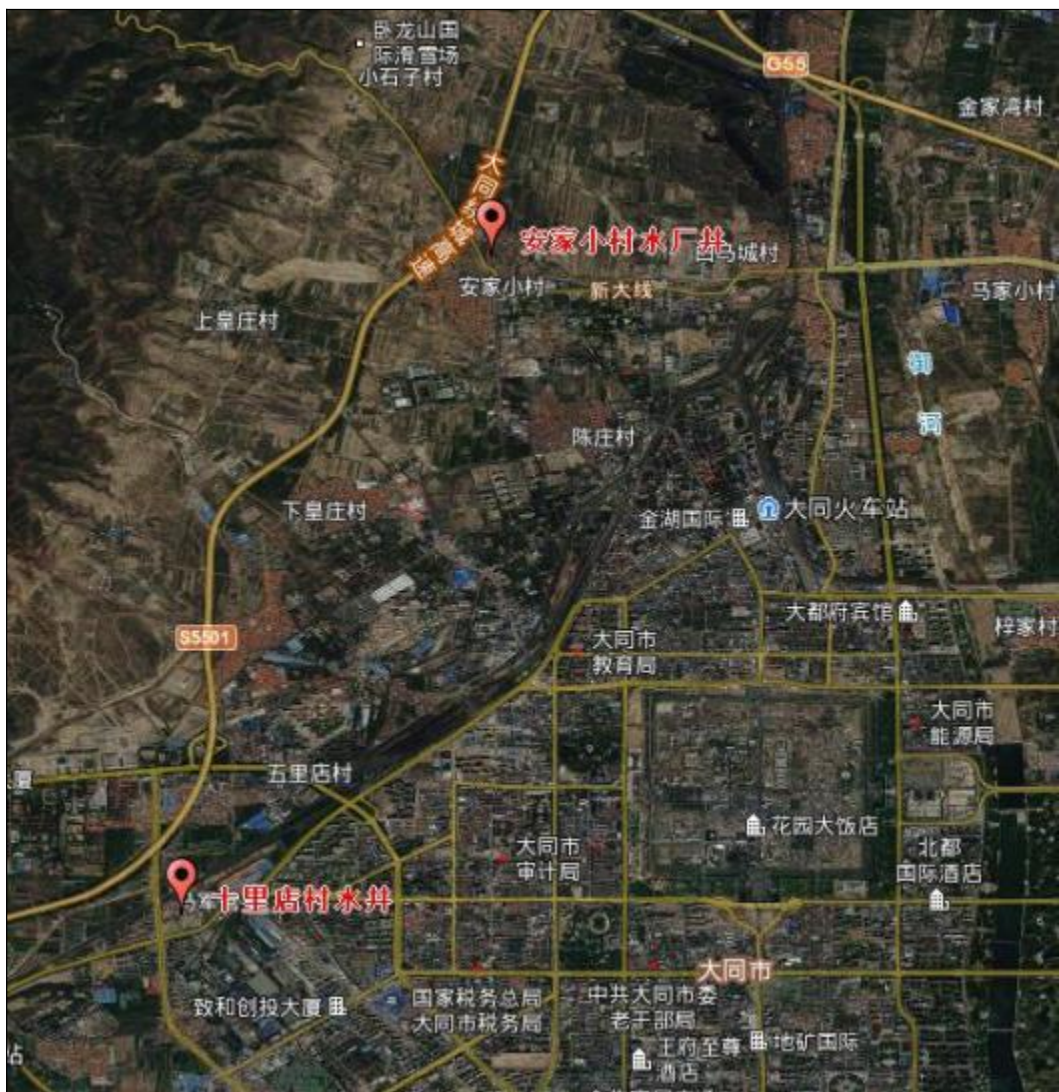 卧龙山国
际滑雪场
小石子村
G55
金家湾村
大同绕城高速
安家小村水厂井
白马城村
安家小村
新大线
马家小村
上皇庄村
御河
陈庄村
下皇庄村
金湖国际
大同火车站
大都府宾馆
S5501
大同市
教育局
梓家村
大同市
能源局
厦
五里店村
花园大饭店
大同市
审计局
北都
国际酒店
十里店村水井
大同市
致和创投大厦
国家税务总局
大同市税务局
中共大同市委
老干部局
地矿国际
王府至尊
酒店
站